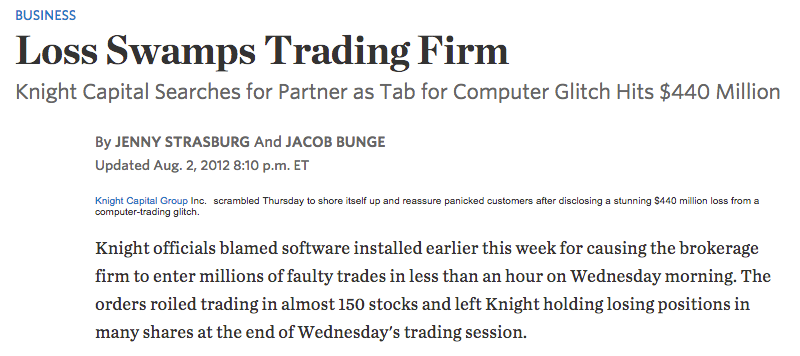 BUSINESS
Loss Swamps Trading Firm
Knight Capital Searches for Partner as Tab for Computer Glitch Hits $440 Million
By JENNY STRASBURG And JACOB BUNGE
Updated Aug. 2, 2012 8:10 p.m. ET
Knight Capital Group Inc. scrambled Thursday to shore itself up and reassure panicked customers after disclosing a stunning $440 million loss from a
computer-trading glitch.
Knight officials blamed software installed earlier this week for causing the brokerage
firm to enter millions of faulty trades in less than an hour on Wednesday morning. The
orders roiled trading in almost 150 stocks and left Knight holding losing positions in
many shares at the end of Wednesday's trading session.